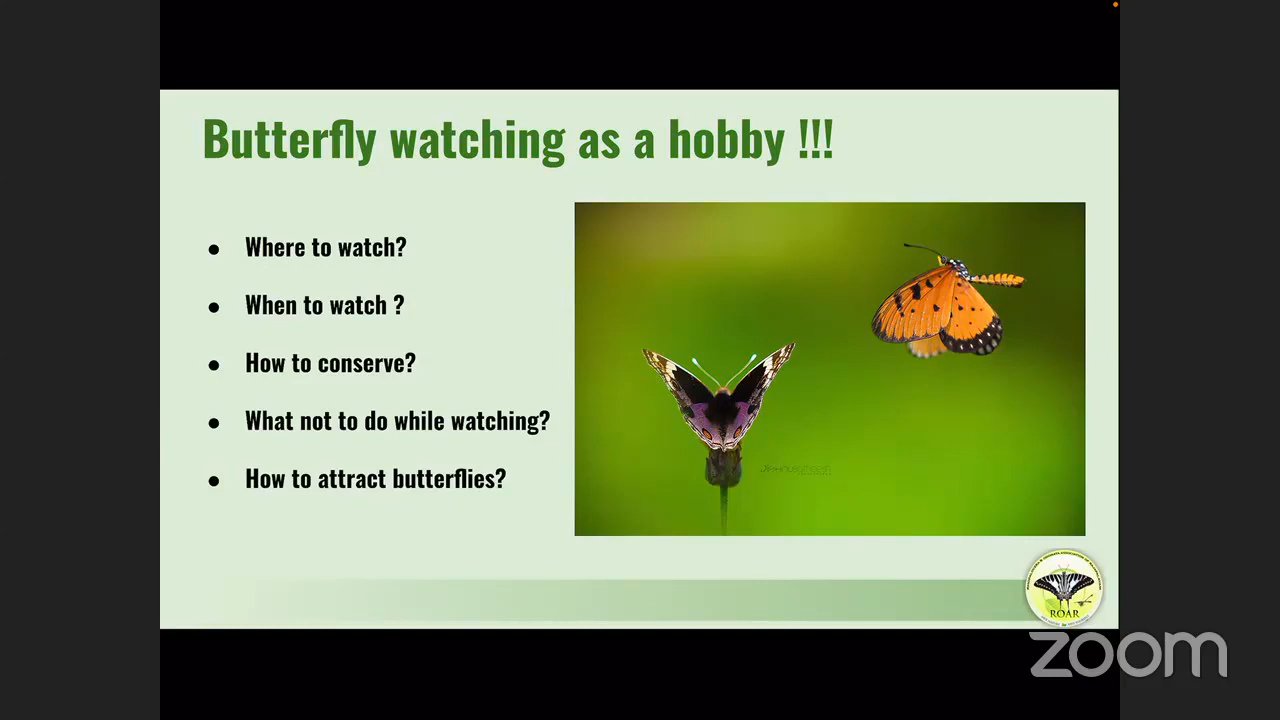 Butterfly watching as a hobby !!!
● Where to watch?
● When to watch ?
● How to conserve?
● What not to do while watching?
● How to attract butterflies?
ROAR
zoom